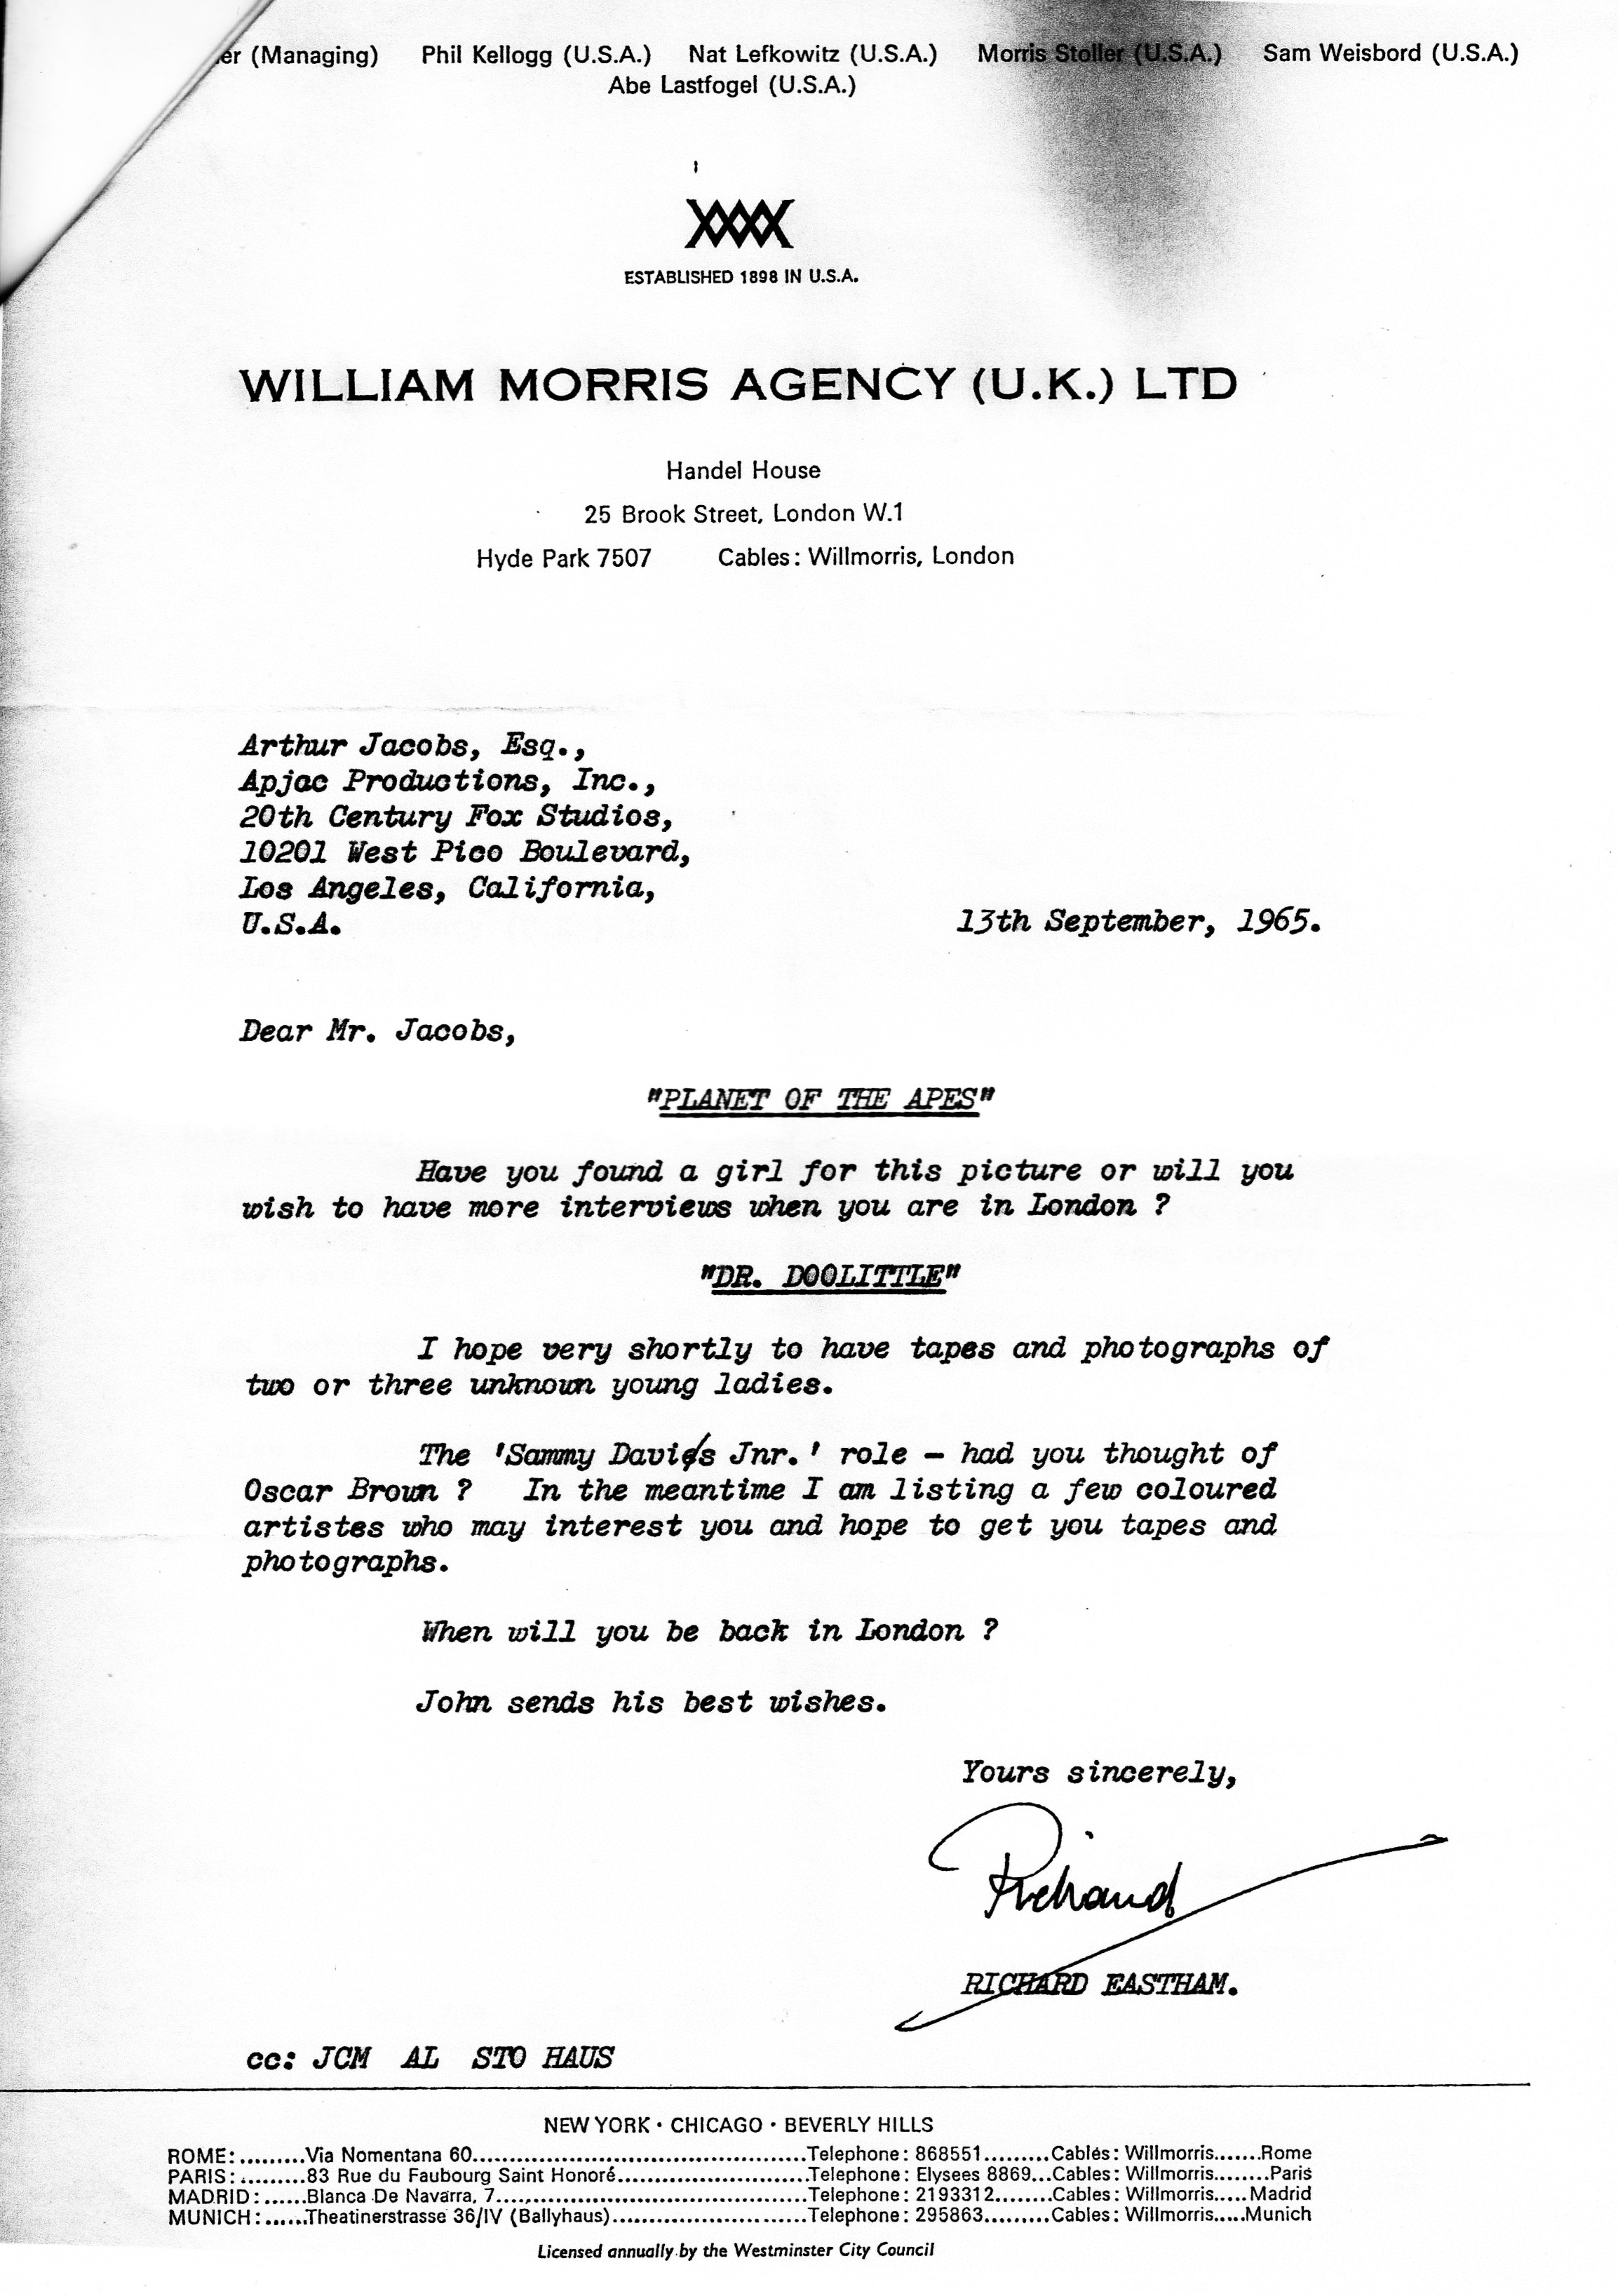 (Managing) Phil Kellogg (U.S.A.) Nat Lefkowitz (U.S.A.) Morris Stoller (U.S.A.) Sam Weisbord (U.S.A.)
Abe Lastfogel (U.S.A.)
ESTABLISHED 1898 IN U.S.A.
WILLIAM MORRIS AGENCY (U.K.) LTD
Handel House
25 Brook Street, London W.1
Hyde Park 7507 Cables: Willmorris, London
Arthur Jacobs, Esq.,
Apjac Productions, Inc.,
20th Century Fox Studios,
10201 West Pico Boulevard,
Los Angeles, California,
U.S.A.
13th September, 1965.
Dear Mr. Jacobs,
"PLANET OF THE APES"
Have you found a girl for this picture or will you
wish to have more interviews when you are in London ?
"DR. DOOLITTLE"
I hope very shortly to have tapes and photographs of
two or three unknown young ladies.
The 'Sammy Davis Jnr.' role - had you thought of
Oscar Brown ? In the meantime I am listing a few coloured
artistes who may interest you and hope to get you tapes and
photographs.
When will you be back in London ?
John sends his best wishes.
Yours sincerely,
Richard
RICHARD EASTHAM.
cc: JCM AL STO HAUS
NEW YORK · CHICAGO · BEVERLY HILLS
ROME:.........Via Nomentana 60..............................Telephone: 868551.........Cables: Willmorris.......Rome
PARIS:.........83 Rue du Faubourg Saint Honoré..............................Telephone: Elysees 8869...Cables: Willmorris........Paris
MADRID:......Blanca De Navarra, 7..............................Telephone: 2193312........Cables: Willmorris.....Madrid
MUNICH:......Theatinerstrasse 36/IV (Ballyhaus)..............................Telephone: 295863.........Cables: Willmorris.....Munich
Licensed annually by the Westminster City Council